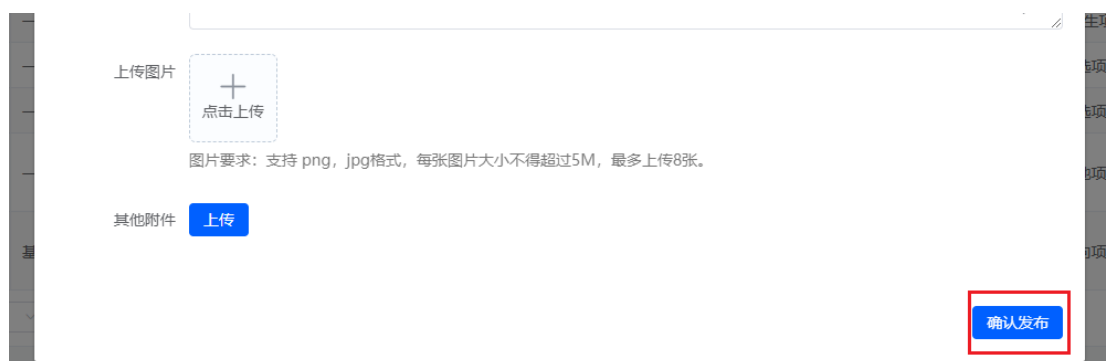 上传图片
点击上传
图片要求：支持 png，jpg格式，每张图片大小不得超过5M，最多上传8张。
其他附件 上传
基
确认发布